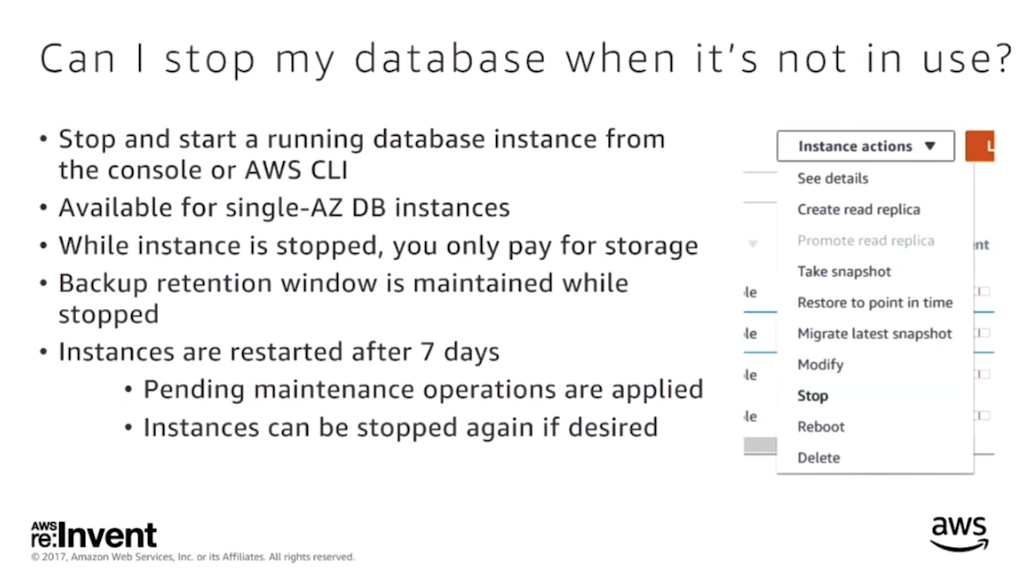 Can I stop my database when it's not in use?
• Stop and start a running database instance from
the console or AWS CLI
• Available for single-AZ DB instances
• While instance is stopped, you only pay for storage
• Backup retention window is maintained while
stopped
• Instances are restarted after 7 days
• Pending maintenance operations are applied
• Instances can be stopped again if desired
Instance actions ▼
See details
Create read replica
Promote read replica
Take snapshot
Restore to point in time
Migrate latest snapshot
Modify
Stop
Reboot
Delete
AWS
re:Invent
© 2017, Amazon Web Services, Inc. or its Affiliates. All rights reserved.
aws